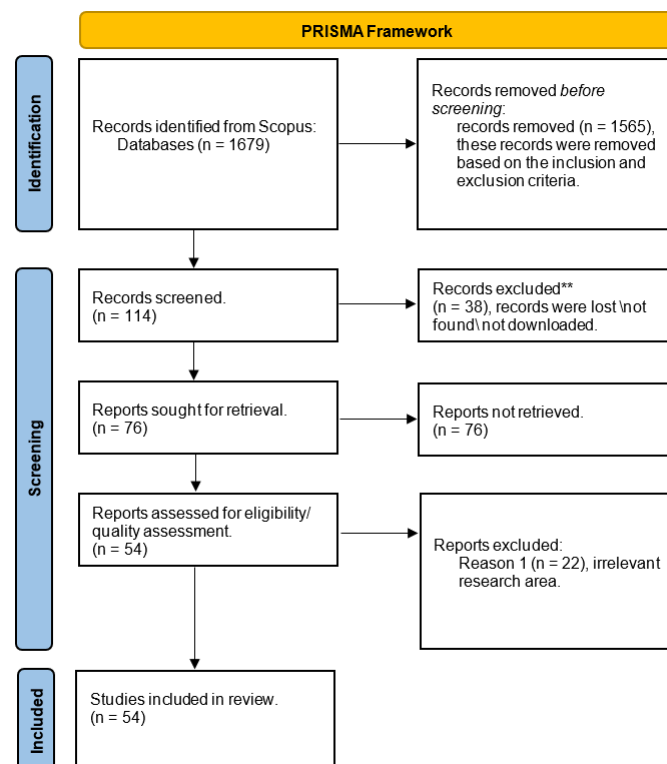 PRISMA Framework
Identification
Records identified from Scopus:
Databases (n = 1679)
Records removed before
screening:
records removed (n = 1565),
these records were removed
based on the inclusion and
exclusion criteria.
Screening
Records screened.
(n = 114)
Records excluded**
(n = 38), records were lost \not
found\ not downloaded.
Reports sought for retrieval.
(n = 76)
Reports not retrieved.
(n = 76)
Reports assessed for eligibility/
quality assessment.
(n = 54)
Reports excluded:
Reason 1 (n = 22), irrelevant
research area.
Included
Studies included in review.
(n = 54)